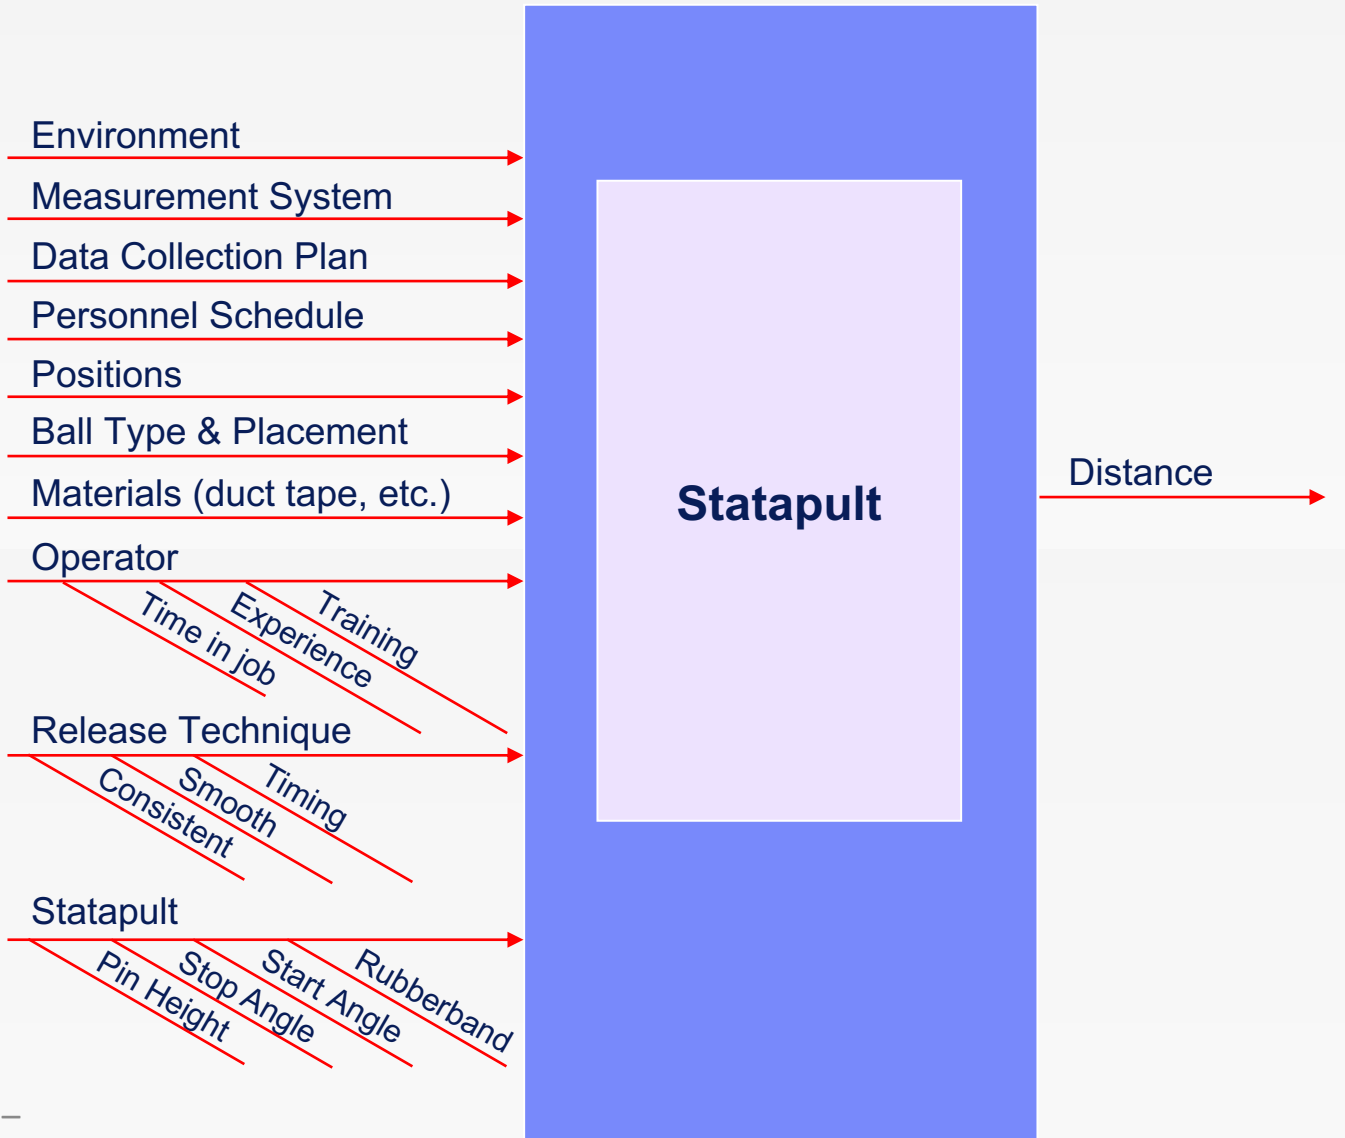 Environment
Measurement System
Data Collection Plan
Personnel Schedule
Positions
Ball Type & Placement
Materials (duct tape, etc.)
Operator
Time in job
Experience
Training
Release Technique
Consistent
Smooth
Timing
Statapult
Pin Height
Stop Angle
Start Angle
Rubberband
Statapult
Distance